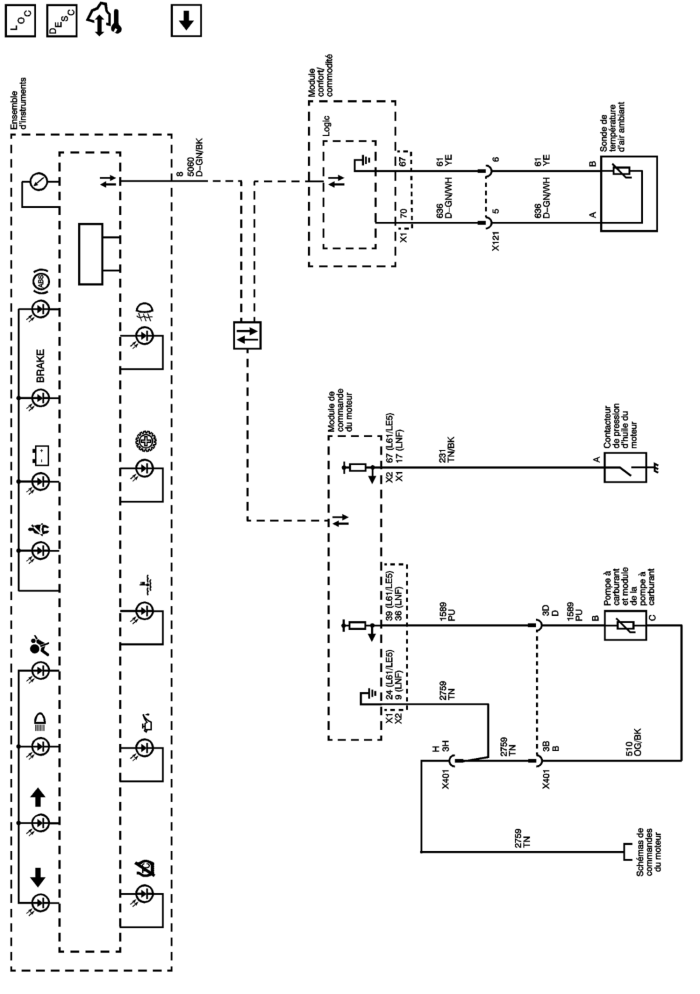 LOC
DESC
Ensemble
d'instruments
ABS
BRAKE
8
5060
D-GN/BK
Module
confort/
commodité
Logic
X1
70
67
636
D-GN/WH
61
YE
X121
5
6
636
D-GN/WH
61
YE
A
B
Sonde de
température
d'air ambiant
Module de
commande
du moteur
X2 67 (L61/LE5)
X1 17 (LNF)
231
TN/BK
A
Contacteur
de pression
d'huile du
moteur
X1 24 (L61/LE5)
X2 9 (LNF)
39 (L61/LE5)
36 (LNF)
2759
TN
1589
PU
H
3H
X401
2759
TN
3B
B
X401
3D
D
1589
PU
B
C
Pompe à
carburant
et module
de la
pompe à
carburant
510
OG/BK
2759
TN
Schémas de
commandes
du moteur